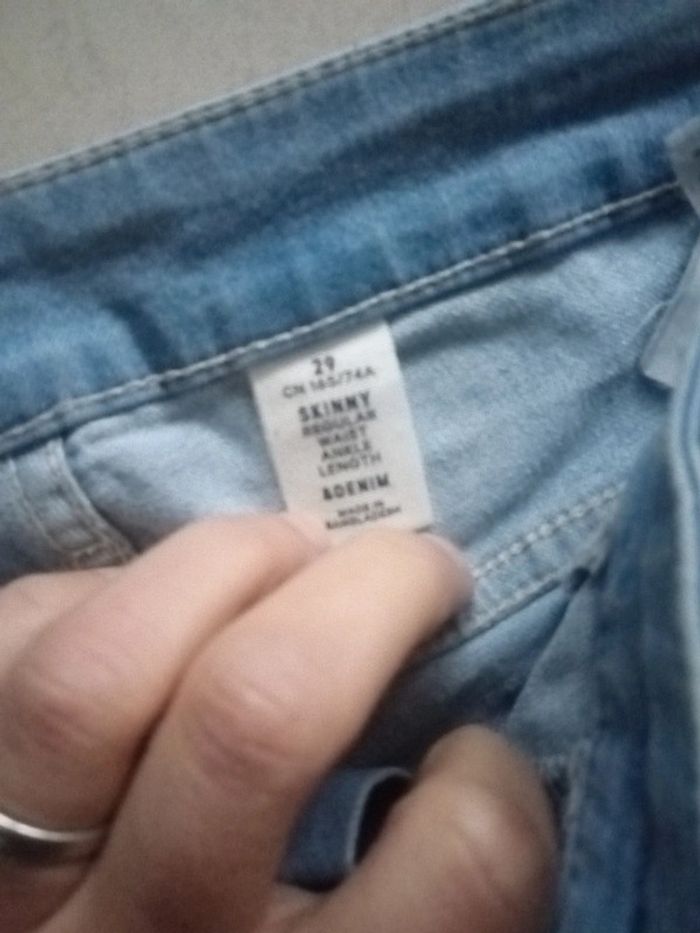 29
CN 165/74A
SKINNY
REGULAR
WAIST
ANKLE
LENGTH
&DENIM
MADE IN
BANGLADESH